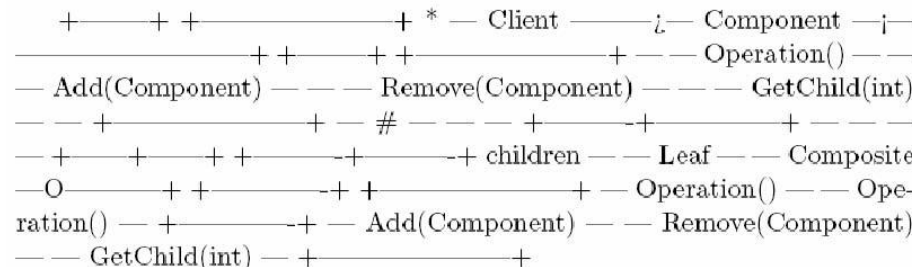 +——–+ +——————–+ * — Client ———¿— Component —¡—
———————–+ +———+ +——————–+ — — Operation() — —
— Add(Component) — — — Remove(Component) — — — GetChild(int)
— — +——————–+ — # — — — — +———-+————–+ — — —
— +———+———+ +———-+———-+ children — — Leaf — — Composite
—O————+ +————-+ +——————–+ — Operation() — — Ope-
ration() — +————-+ — Add(Component) — — Remove(Component)
— — GetChild(int) — +——————–+